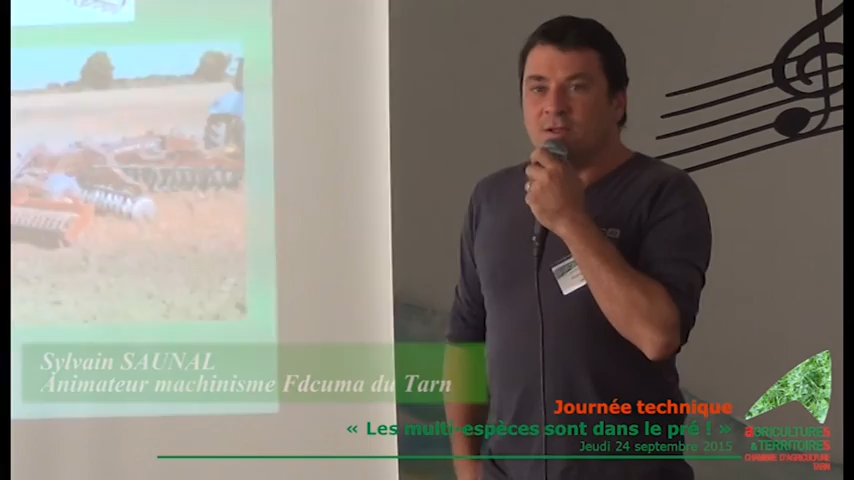 Sylvain SAUNAL
Animateur machinisme Fdcuma du Tarn
Journée technique
« Les multi-espèces sont dans le pré ! »
Jeudi 24 septembre 2015
AGRICULTURES
& TERRITOIRES
CHAMBRE D'AGRICULTURE
TARN